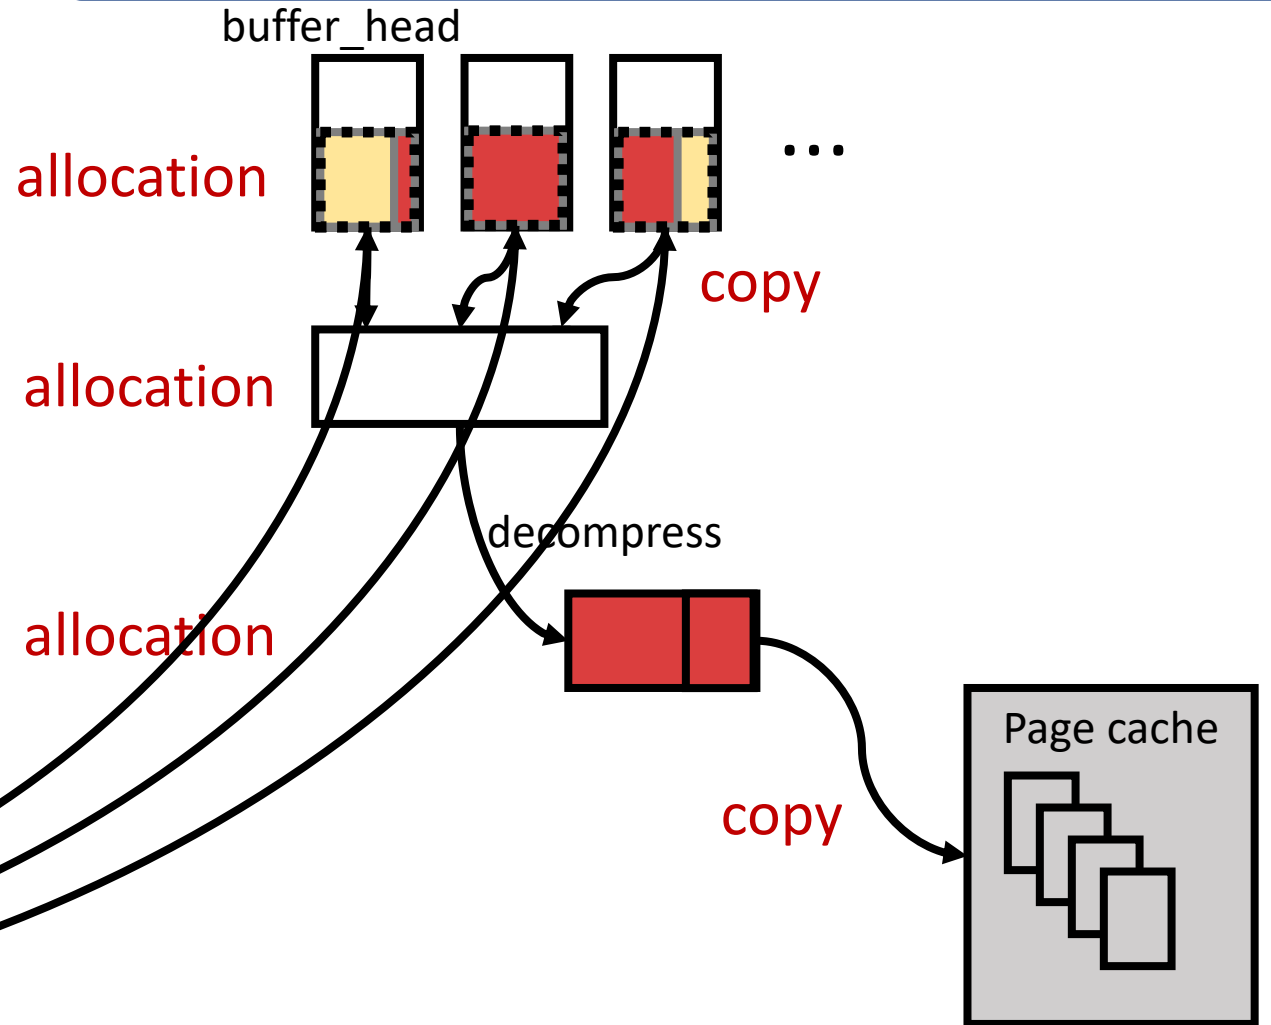 buffer_head
allocation
...
copy
allocation
decompress
allocation
Page cache
copy